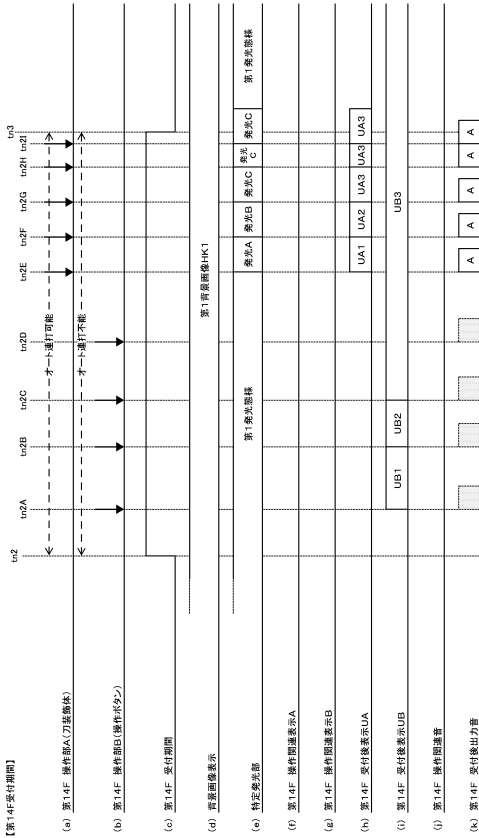 【第14F受付期間】
tn2
tn2A
tn2B
tn2C
tn2D
tn2E
tn2F
tn2G
tn2H
tn2I
tn3
オート連打可能
オート連打不能
(a) 第14F 操作部A(刀装飾体)
(b) 第14F 操作部B(操作ボタン)
(c) 第14F 受付期間
(d) 背景画像表示
第1背景画像HK1
(e) 特定発光部
第1発光態様
発光A
発光B
発光C
発光C
発光C
第1発光態様
(f) 第14F 操作関連表示A
(g) 第14F 操作関連表示B
(h) 第14F 受付後表示UA
UA1
UA2
UA3
UA3
UA3
(i) 第14F 受付後表示UB
UB1
UB2
UB3
(j) 第14F 操作関連音
(k) 第14F 受付後出力音
A
A
A
A
A